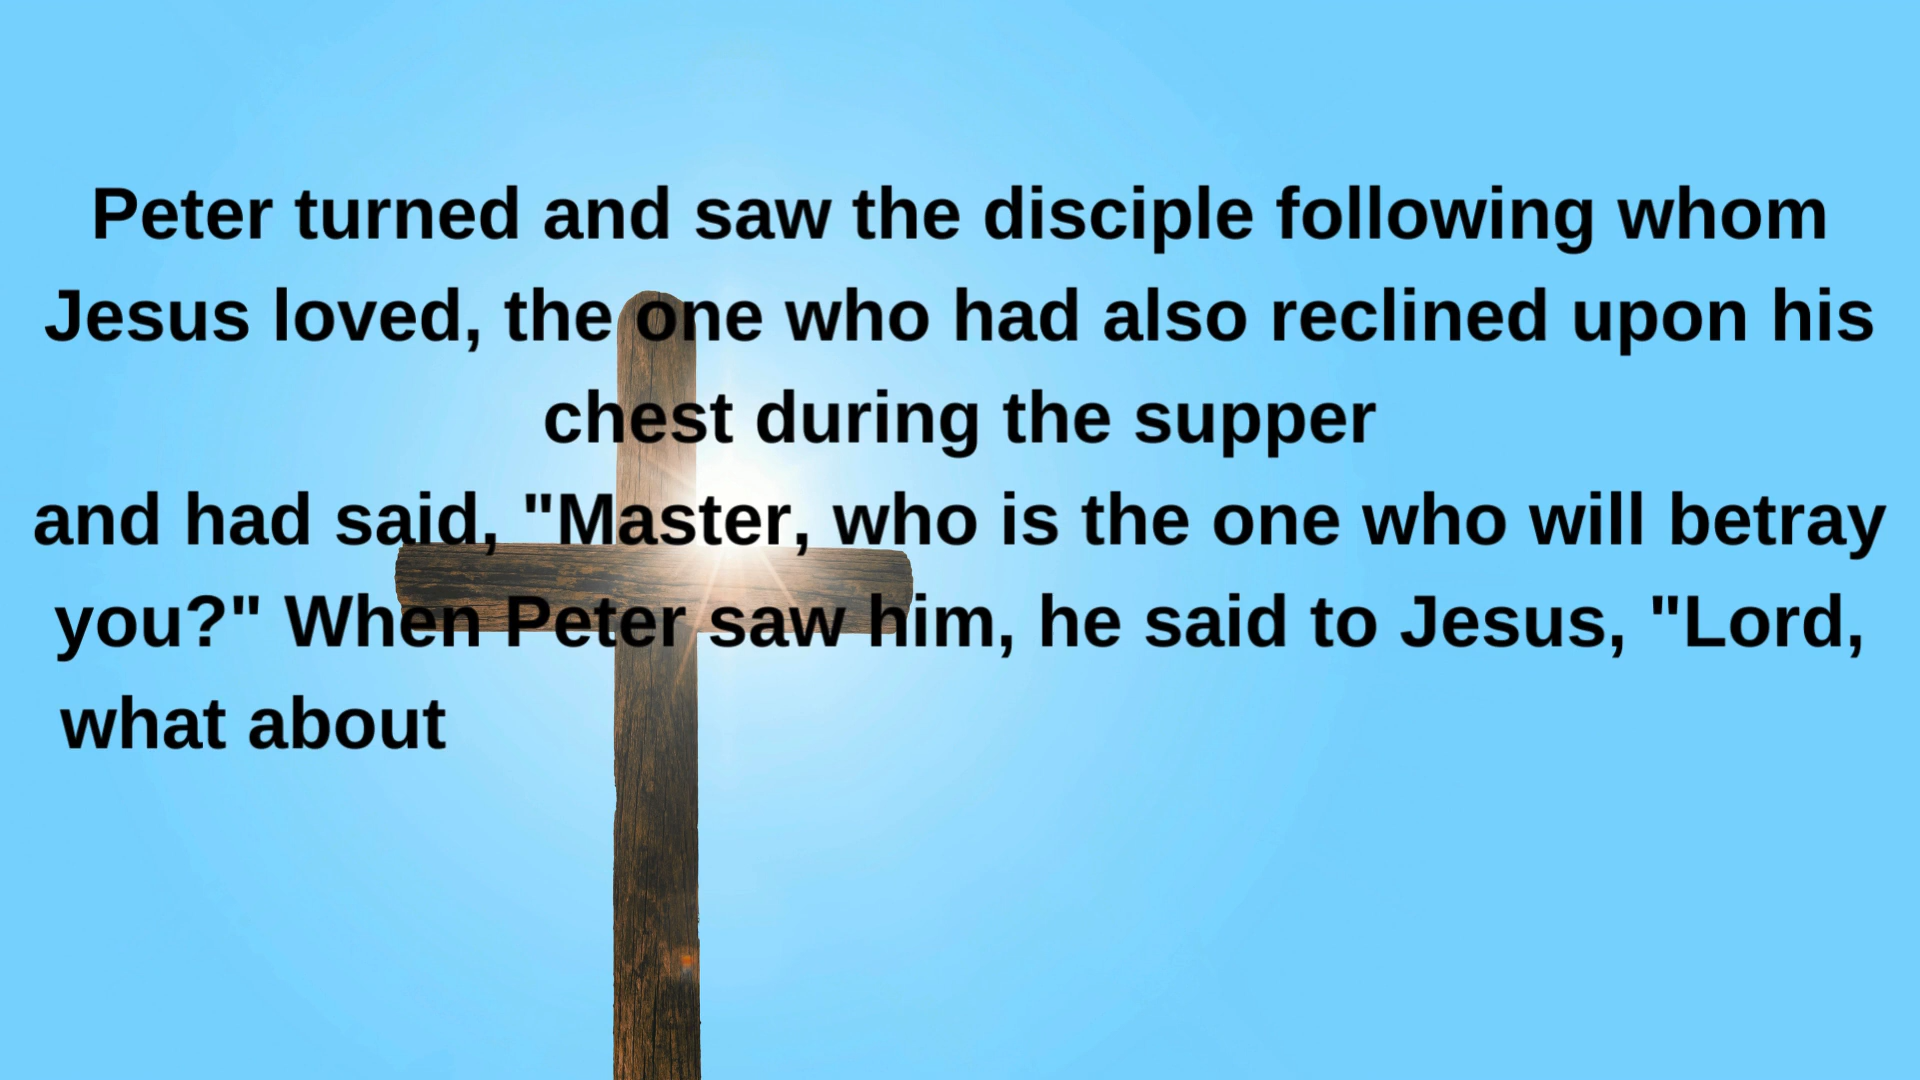 Peter turned and saw the disciple following whom
Jesus loved, the one who had also reclined upon his
chest during the supper
and had said, "Master, who is the one who will betray
you?" When Peter saw him, he said to Jesus, "Lord,
what about